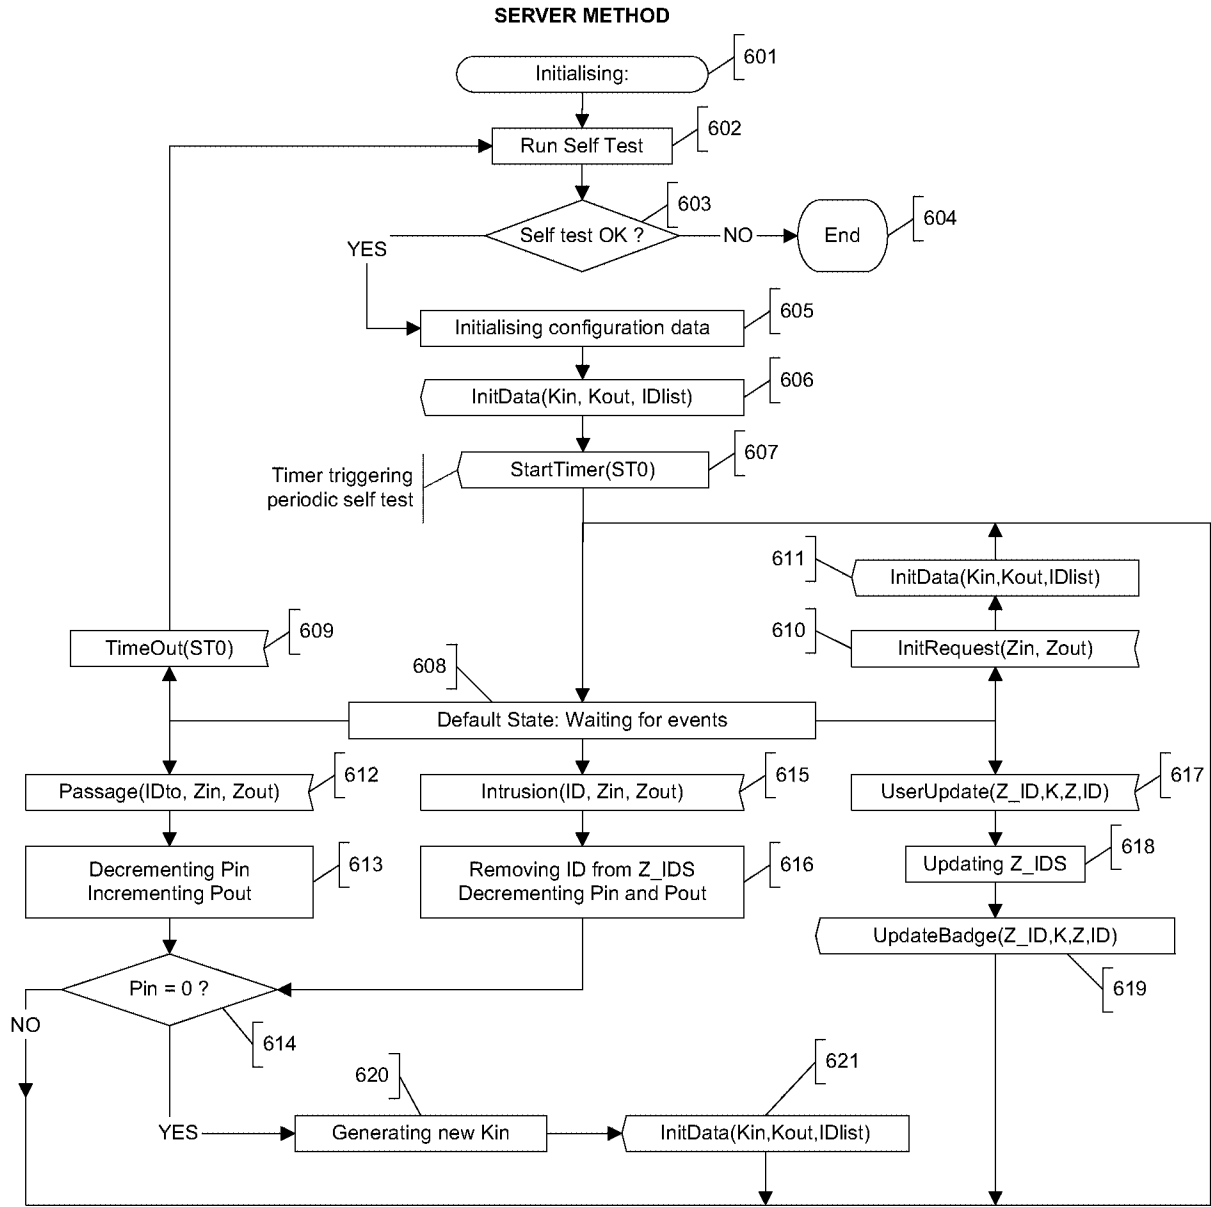 SERVER METHOD
Initialising:
601
Run Self Test
602
603
Self test OK ?
YES
NO
End
604
Initialising configuration data
605
InitData(Kin, Kout, IDlist)
606
Timer triggering
periodic self test
StartTimer(ST0)
607
611
InitData(Kin,Kout,IDlist)
TimeOut(ST0)
609
610
InitRequest(Zin, Zout)
608
Default State: Waiting for events
Passage(IDto, Zin, Zout)
612
Intrusion(ID, Zin, Zout)
615
UserUpdate(Z_ID,K,Z,ID)
617
Decrementing Pin
Incrementing Pout
613
Removing ID from Z_IDS
Decrementing Pin and Pout
616
Updating Z_IDS
618
UpdateBadge(Z_ID,K,Z,ID)
619
Pin = 0 ?
NO
614
YES
620
Generating new Kin
621
InitData(Kin,Kout,IDlist)